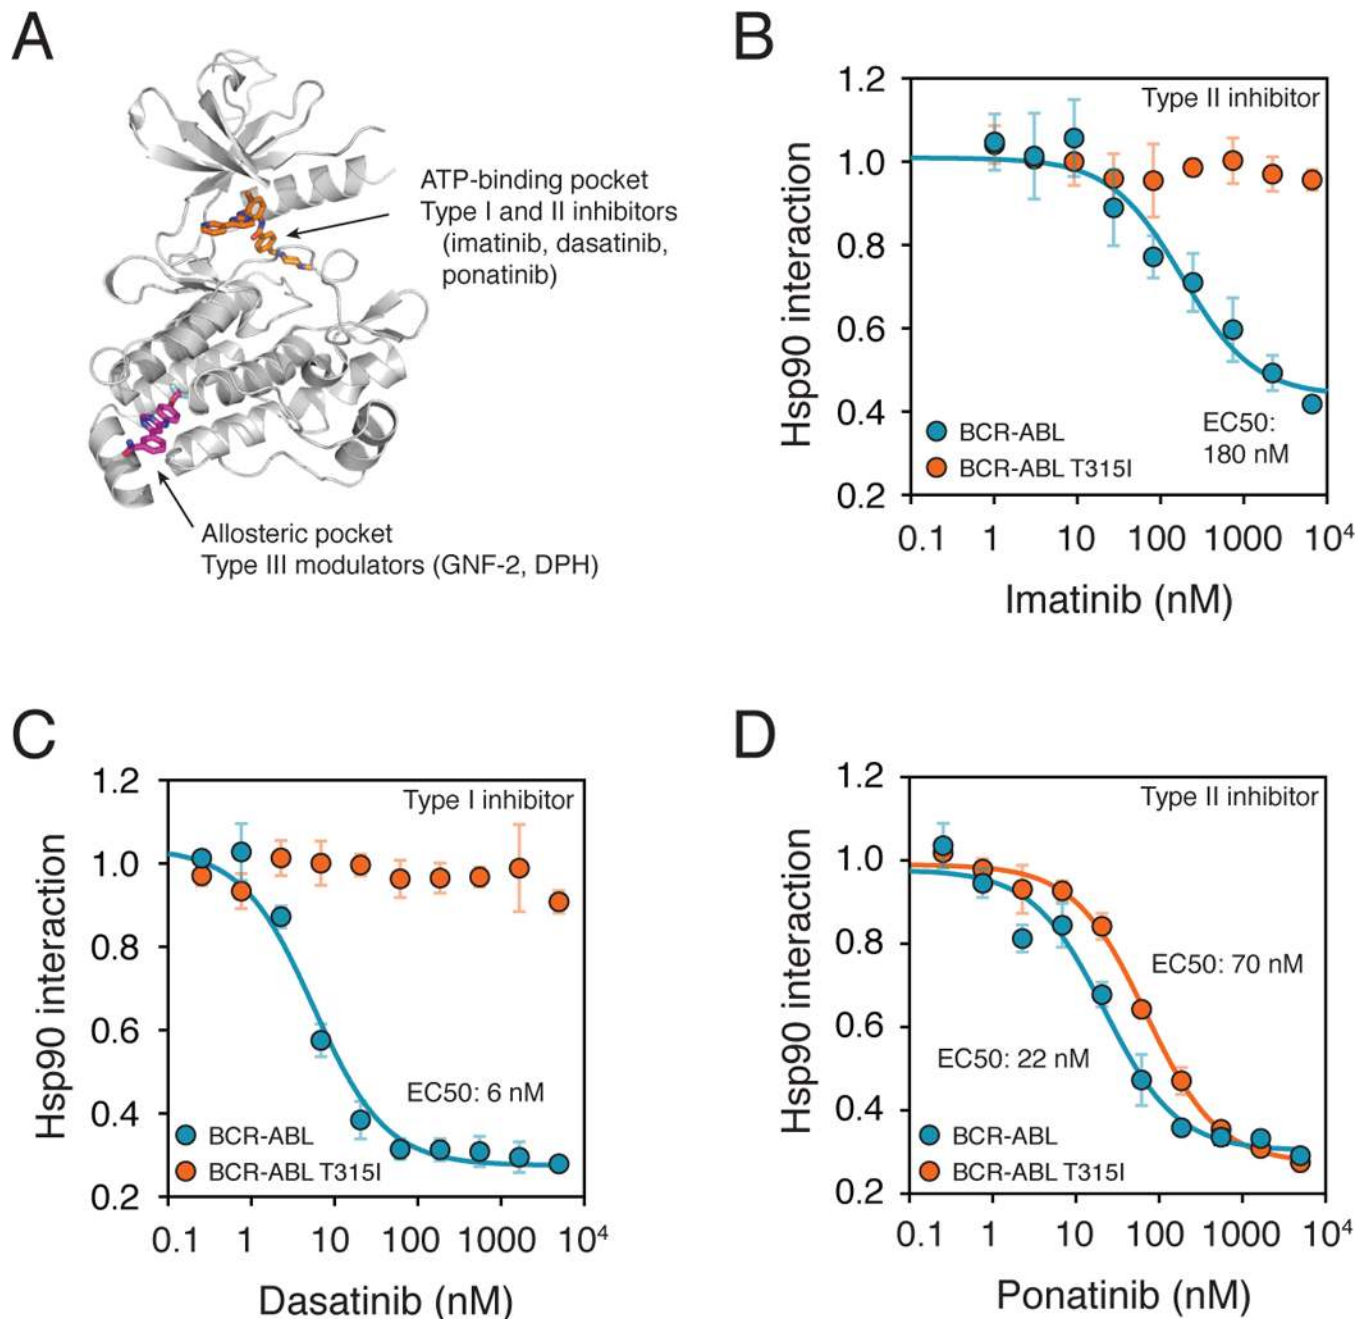 A
ATP-binding pocket
Type I and II inhibitors
(imatinib, dasatinib,
ponatinib)
Allosteric pocket
Type III modulators (GNF-2, DPH)
B
Type II inhibitor
Hsp90 interaction
1.2
1.0
0.8
0.6
0.4
0.2
BCR-ABL
BCR-ABL T315I
EC50:
180 nM
0.1 1 10 100 1000 10⁴
Imatinib (nM)
C
Type I inhibitor
Hsp90 interaction
1.2
1.0
0.8
0.6
0.4
0.2
EC50: 6 nM
BCR-ABL
BCR-ABL T315I
0.1 1 10 100 1000 10⁴
Dasatinib (nM)
D
Type II inhibitor
Hsp90 interaction
1.2
1.0
0.8
0.6
0.4
0.2
EC50: 70 nM
EC50: 22 nM
BCR-ABL
BCR-ABL T315I
0.1 1 10 100 1000 10⁴
Ponatinib (nM)